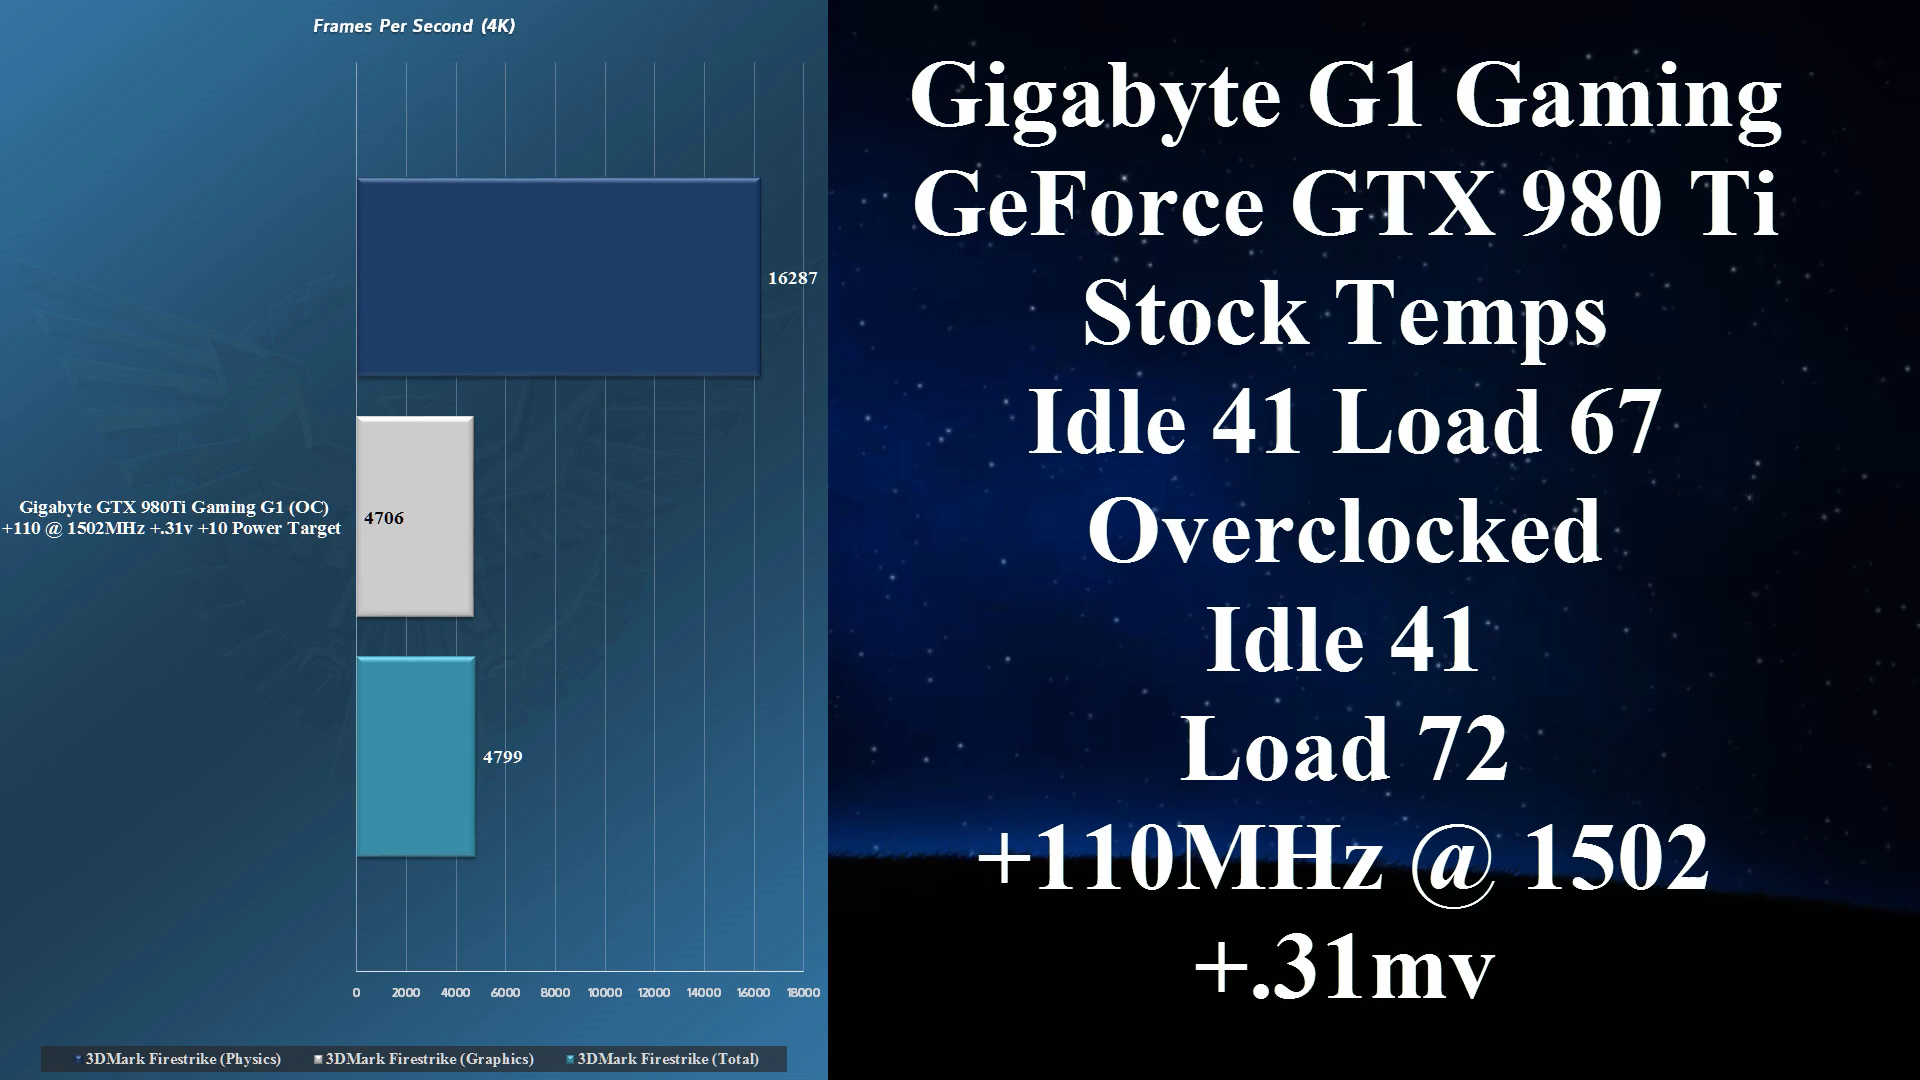 Frames Per Second (4K)
16287
Gigabyte GTX 980Ti Gaming G1 (OC)
+110 @ 1502MHz +.31v +10 Power Target
4706
4799
0 2000 4000 6000 8000 10000 12000 14000 16000 18000
3DMark Firestrike (Physics) 3DMark Firestrike (Graphics) 3DMark Firestrike (Total)
Gigabyte G1 Gaming
GeForce GTX 980 Ti
Stock Temps
Idle 41 Load 67
Overclocked
Idle 41
Load 72
+110MHz @ 1502
+.31mv